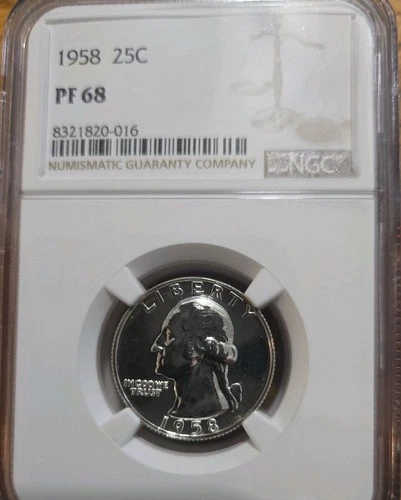 1958 25C
PF 68
8321820-016
NUMISMATIC GUARANTY COMPANY
NGC
LIBERTY
IN GOD WE
TRUST
1958